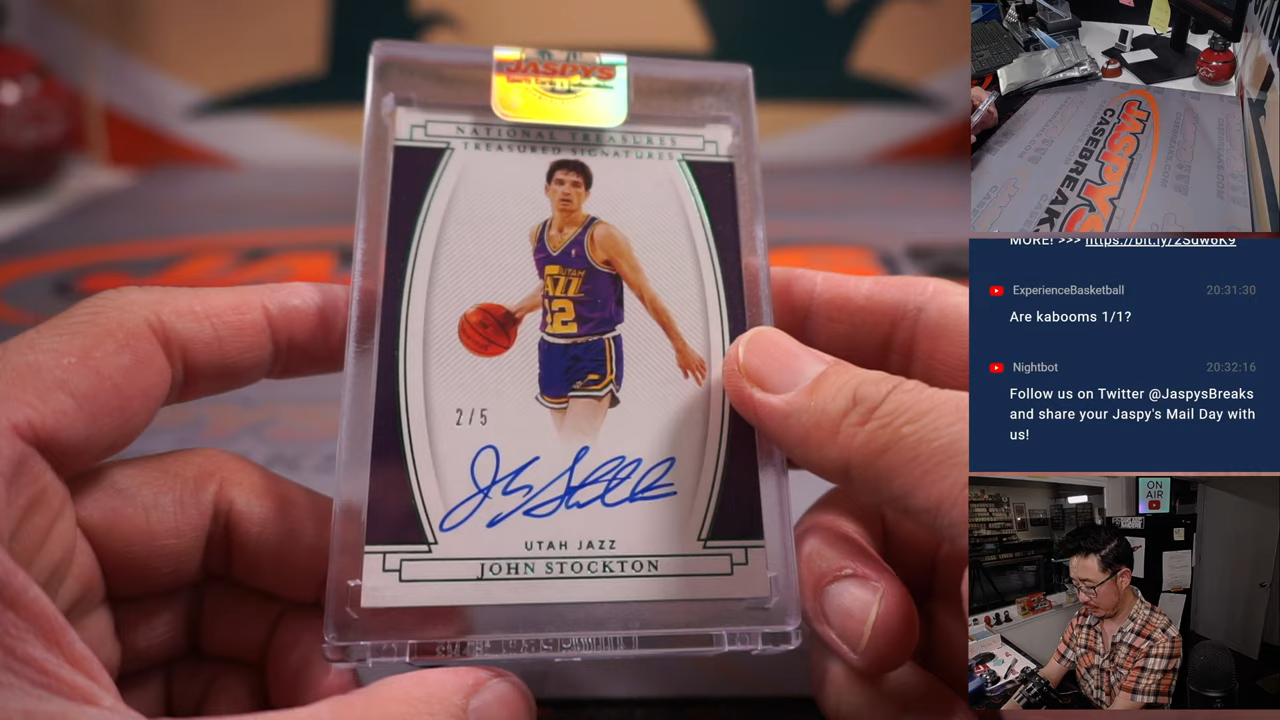 JASPYS
NATIONAL TREASURES
TREASURED SIGNATURES
UTAH
JAZZ
12
2/5
UTAH JAZZ
JOHN STOCKTON
JASPYS
CASEBREAK
MORE! >>> https://bit.ly/2Sdw6K9
ExperienceBasketball 20:31:30
Are kabooms 1/1?
Nightbot 20:32:16
Follow us on Twitter @JaspysBreaks
and share your Jaspy's Mail Day with
us!
ON
AIR